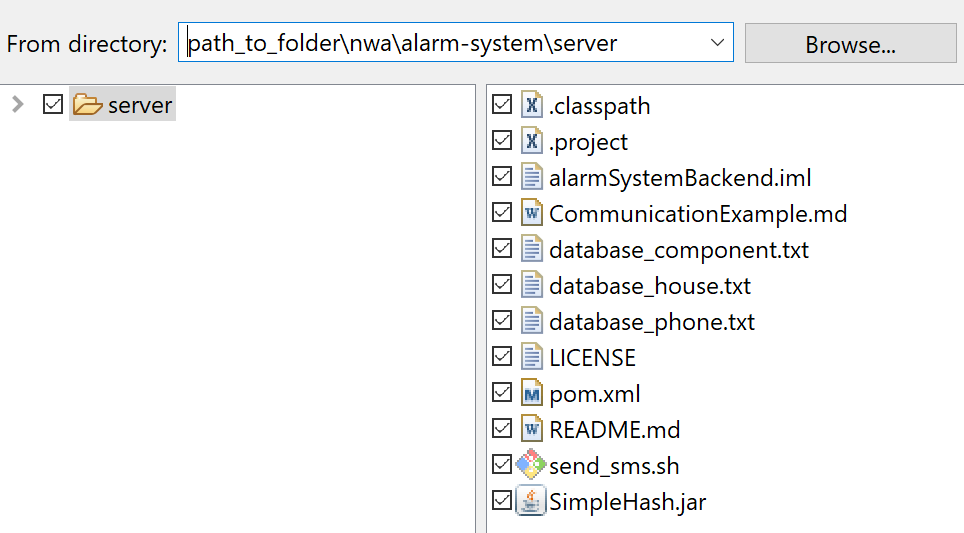 From directory: path_to_folder\nwa\alarm-system\server Browse...
server
.classpath
.project
alarmSystemBackend.iml
CommunicationExample.md
database_component.txt
database_house.txt
database_phone.txt
LICENSE
pom.xml
README.md
send_sms.sh
SimpleHash.jar